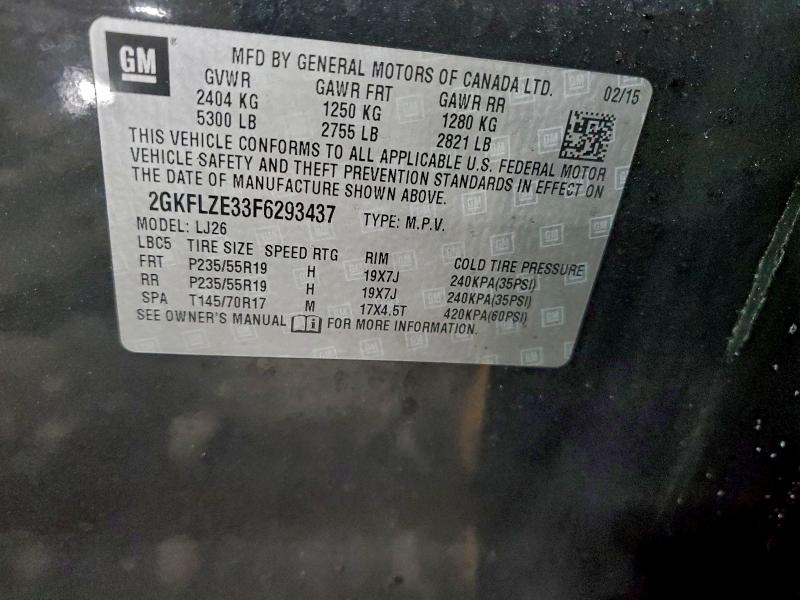 GM
MFD BY GENERAL MOTORS OF CANADA LTD. 02/15
GVWR GAWR FRT GAWR RR
2404 KG 1250 KG 1280 KG
5300 LB 2755 LB 2821 LB
THIS VEHICLE CONFORMS TO ALL APPLICABLE U.S. FEDERAL MOTOR
VEHICLE SAFETY AND THEFT PREVENTION STANDARDS IN EFFECT ON
THE DATE OF MANUFACTURE SHOWN ABOVE.
2GKFLZE33F6293437 TYPE: M.P.V.
MODEL: LJ26
LBC5 TIRE SIZE SPEED RTG RIM COLD TIRE PRESSURE
FRT P235/55R19 H 19X7J 240KPA(35PSI)
RR P235/55R19 H 19X7J 240KPA(35PSI)
SPA T145/70R17 M 17X4.5T 420KPA(60PSI)
SEE OWNER'S MANUAL FOR MORE INFORMATION.